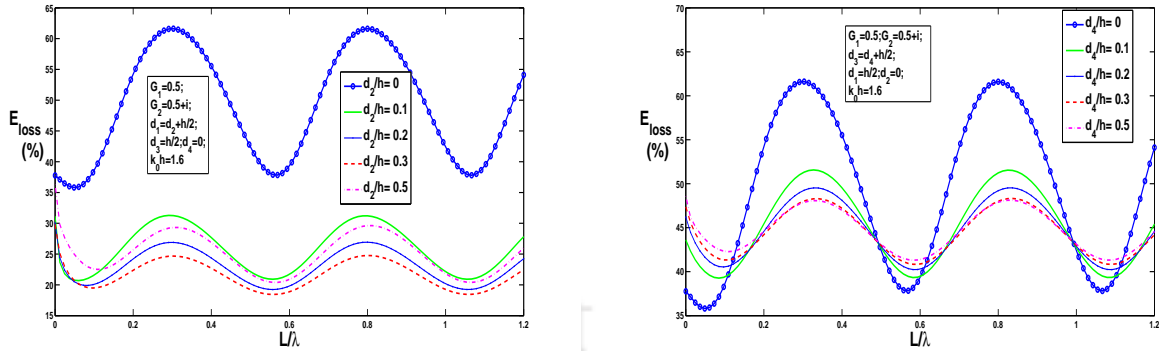 65
60
55
50
45
40
35
30
25
20
15
0
0.2
0.4
0.6
0.8
1
1.2
E_loss
(%)
L/λ
G_1=0.5;
G_2=0.5+i;
d_1=d_2+h/2;
d_3=h/2;d_4=0;
k_0h=1.6
d_2/h= 0
d_2/h= 0.1
d_2/h= 0.2
d_2/h= 0.3
d_2/h= 0.5
70
65
60
55
50
45
40
35
0
0.2
0.4
0.6
0.8
1
1.2
E_loss
(%)
L/λ
G_1=0.5;G_2=0.5+i;
d_3=d_4+h/2;
d_1=h/2;d_2=0;
k_0h=1.6
d_4/h= 0
d_4/h= 0.1
d_4/h= 0.2
d_4/h= 0.3
d_4/h= 0.5